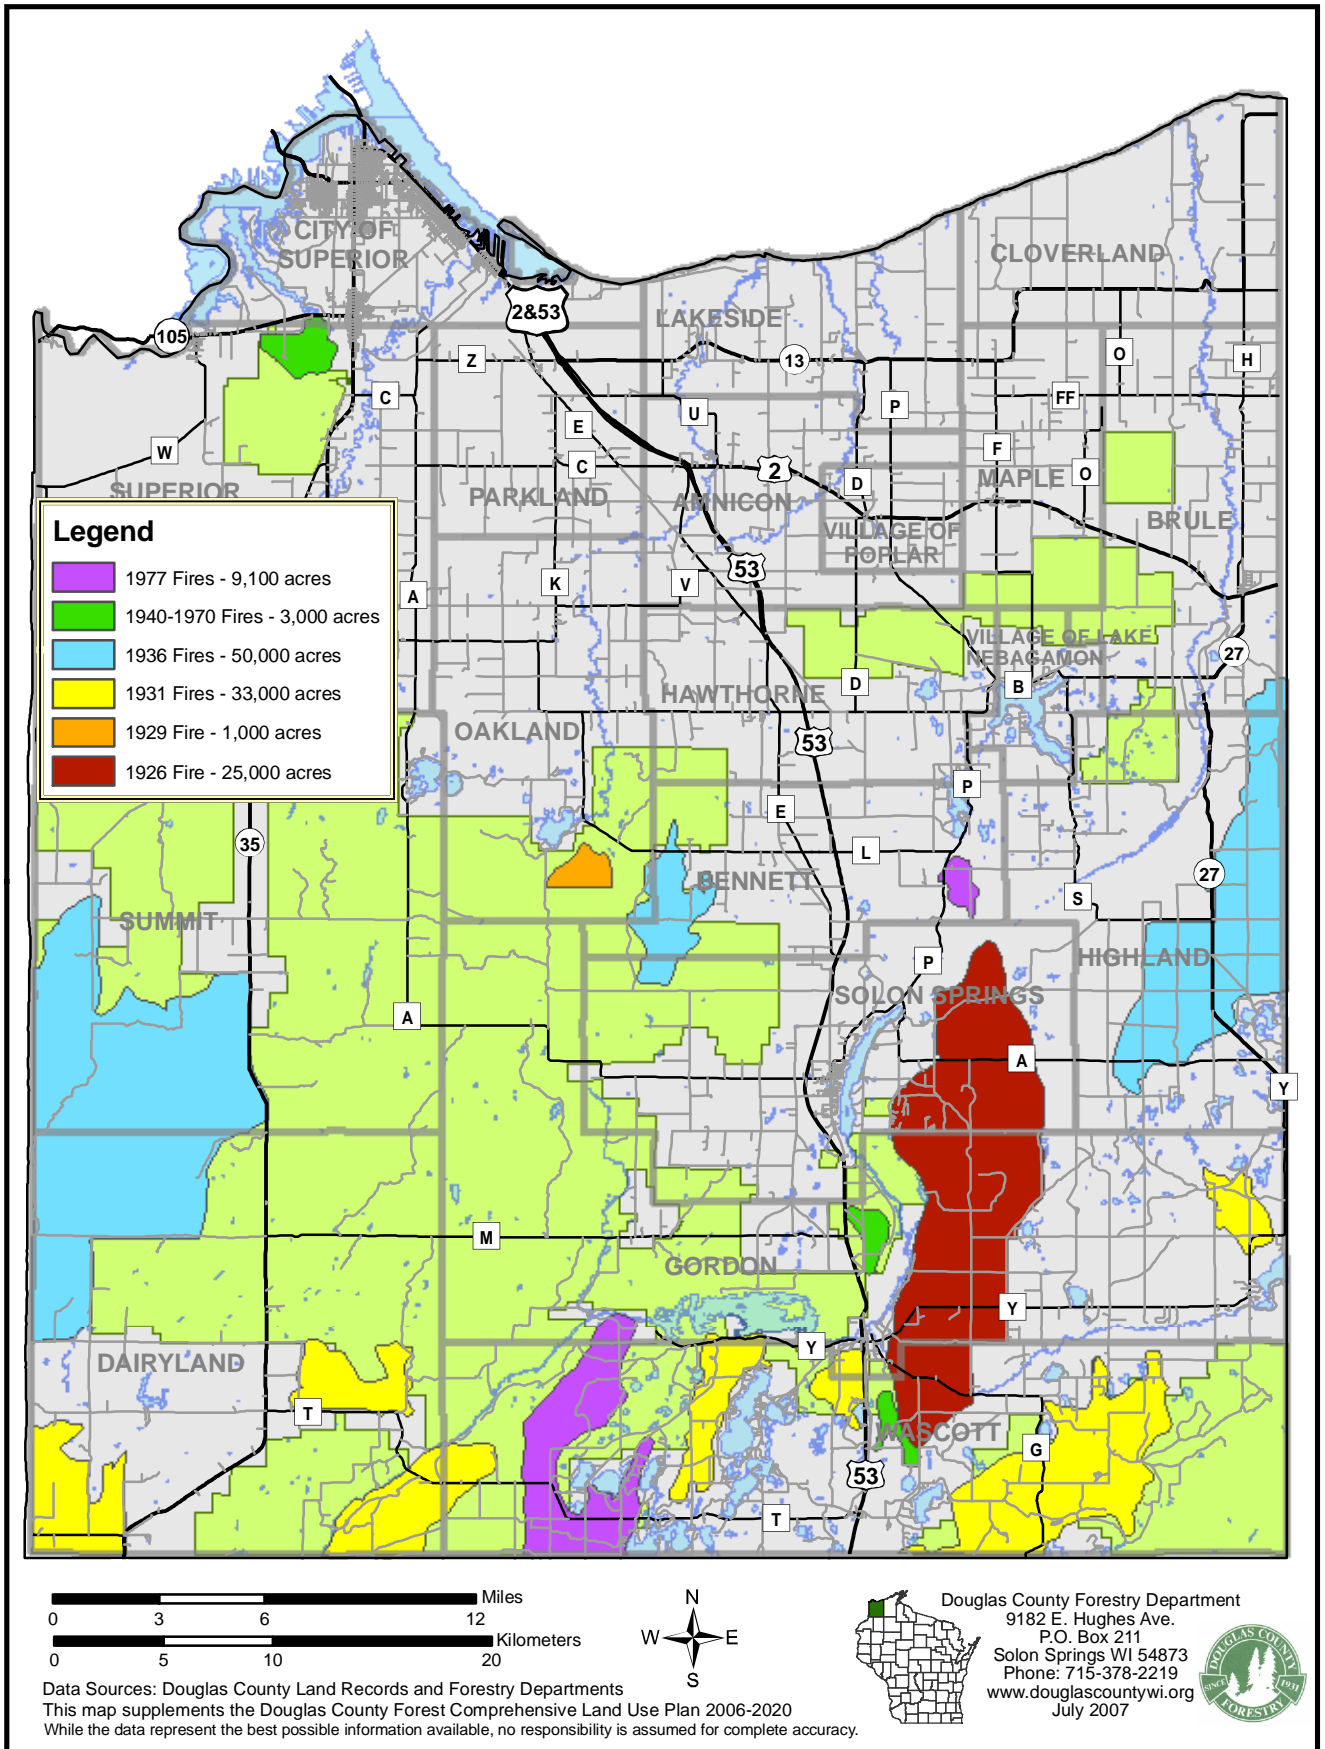 CITY OF
SUPERIOR
CLOVERLAND
2&53
LAKESIDE
105
Z
13
O
H
C
U
P
FF
E
W
C
2
F
D
O
MAPLE
SUPERIOR
PARKLAND
AMNICON
BRULE
VILLAGE OF
POPLAR
Legend
1977 Fires - 9,100 acres
1940-1970 Fires - 3,000 acres
1936 Fires - 50,000 acres
1931 Fires - 33,000 acres
1929 Fire - 1,000 acres
1926 Fire - 25,000 acres
53
A
K
V
VILLAGE OF LAKE
NEBAGAMON
27
B
D
HAWTHORNE
OAKLAND
53
P
E
35
L
BENNETT
27
S
SUMMIT
HIGHLAND
P
SOLON SPRINGS
A
A
Y
M
GORDON
Y
Y
DAIRYLAND
T
WASCOTT
G
53
T
Miles
0 3 6 12
Kilometers
0 5 10 20
N
W E
S
Data Sources: Douglas County Land Records and Forestry Departments
This map supplements the Douglas County Forest Comprehensive Land Use Plan 2006-2020
While the data represent the best possible information available, no responsibility is assumed for complete accuracy.
Douglas County Forestry Department
9182 E. Hughes Ave.
P.O. Box 211
Solon Springs WI 54873
Phone: 715-378-2219
www.douglascountywi.org
July 2007
DOUGLAS COUNTY
SINCE 1931
FORESTRY